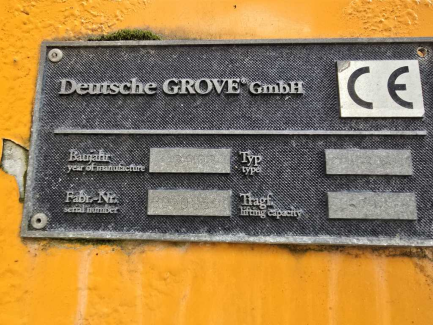 Deutsche GROVE® GmbH
CE
Baujahr
year of manufacture
Typ
type
Fabr.-Nr.
serial number
Tragf.
lifting capacity